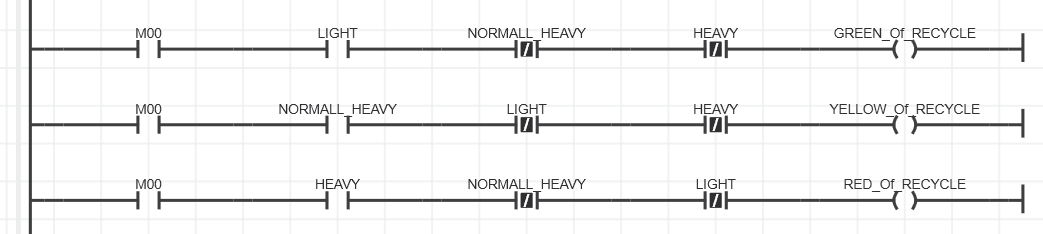 M00 LIGHT NORMALL_HEAVY HEAVY GREEN_Of_RECYCLE
M00 NORMALL_HEAVY LIGHT HEAVY YELLOW_Of_RECYCLE
M00 HEAVY NORMALL_HEAVY LIGHT RED_Of_RECYCLE